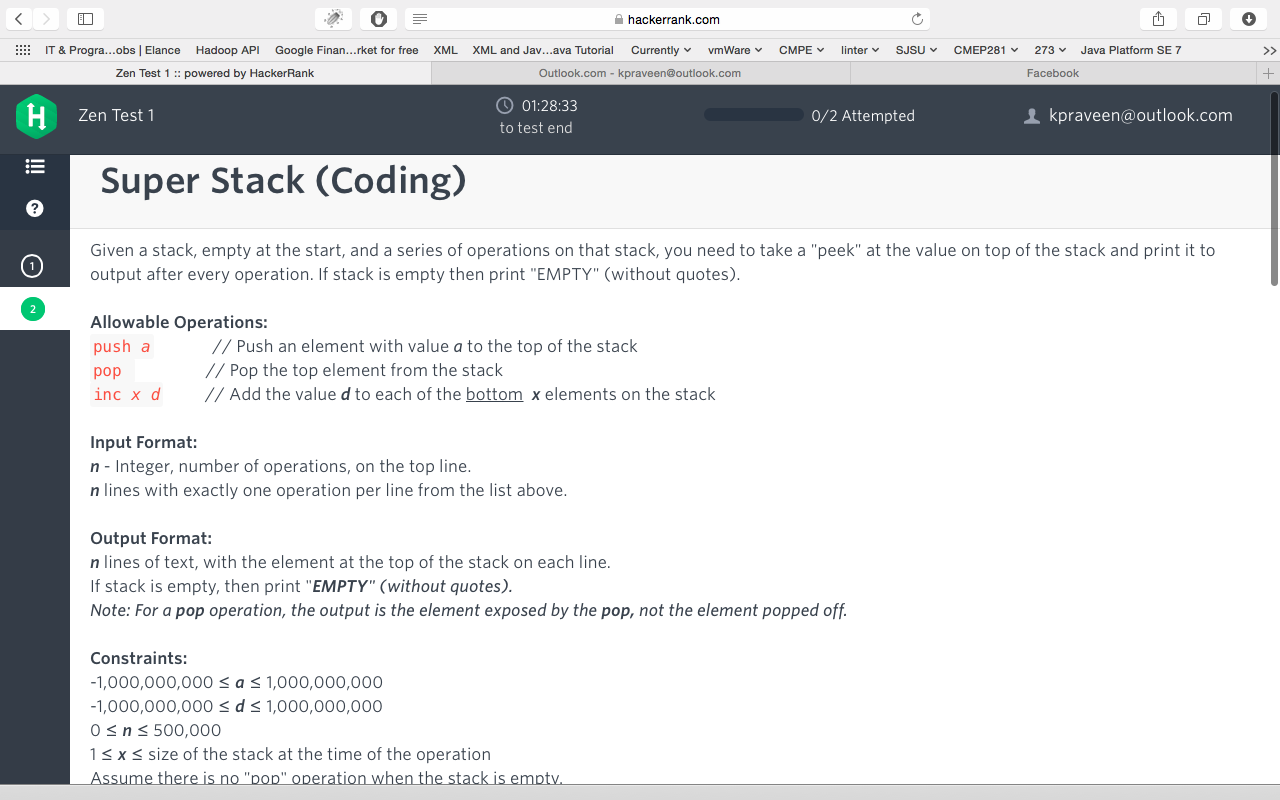 hackerrank.com
IT & Progra...obs | Elance Hadoop API Google Finan...rket for free XML XML and Jav...ava Tutorial Currently vmWare CMPE linter SJSU CMEP281 273 Java Platform SE 7 >>
Zen Test 1 :: powered by HackerRank Outlook.com - kpraveen@outlook.com Facebook +
H Zen Test 1 01:28:33 0/2 Attempted kpraveen@outlook.com
to test end
Super Stack (Coding)
?
1
2
Given a stack, empty at the start, and a series of operations on that stack, you need to take a "peek" at the value on top of the stack and print it to
output after every operation. If stack is empty then print "EMPTY" (without quotes).
Allowable Operations:
push a // Push an element with value a to the top of the stack
pop // Pop the top element from the stack
inc x d // Add the value d to each of the bottom x elements on the stack
Input Format:
n - Integer, number of operations, on the top line.
n lines with exactly one operation per line from the list above.
Output Format:
n lines of text, with the element at the top of the stack on each line.
If stack is empty, then print "EMPTY" (without quotes).
Note: For a pop operation, the output is the element exposed by the pop, not the element popped off.
Constraints:
-1,000,000,000 ≤ a ≤ 1,000,000,000
-1,000,000,000 ≤ d ≤ 1,000,000,000
0 ≤ n ≤ 500,000
1 ≤ x ≤ size of the stack at the time of the operation
Assume there is no "pop" operation when the stack is empty.